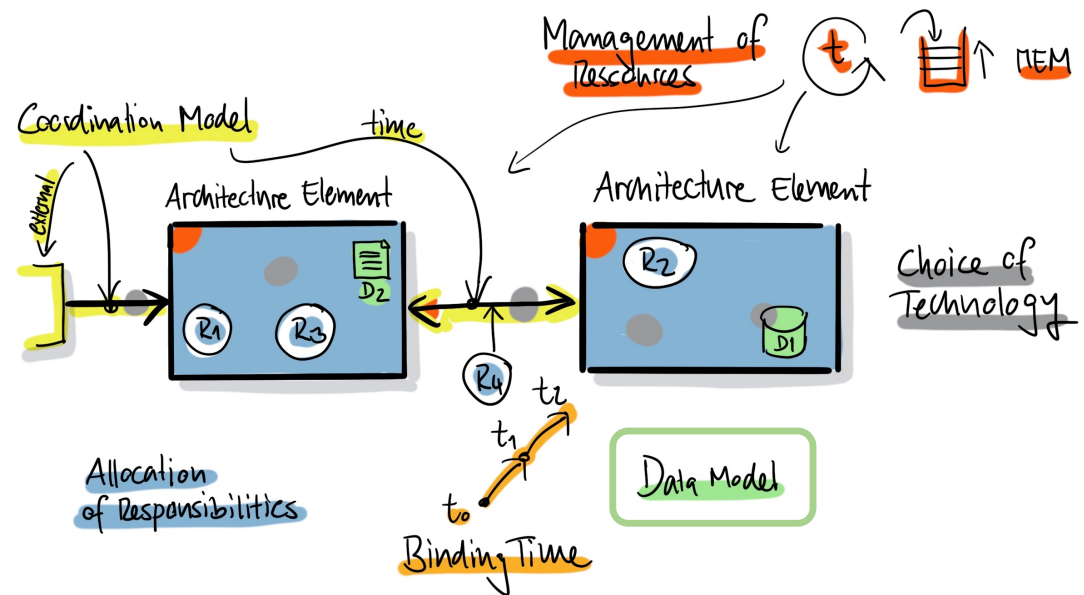 Management of
Ressources
t
MEM
Coordination Model
time
external
Architecture Element
Architecture Element
D2
R1
R3
R2
D1
Choice of
Technology
R4
t2
t1
t0
Binding Time
Allocation
of Responsibilities
Data Model